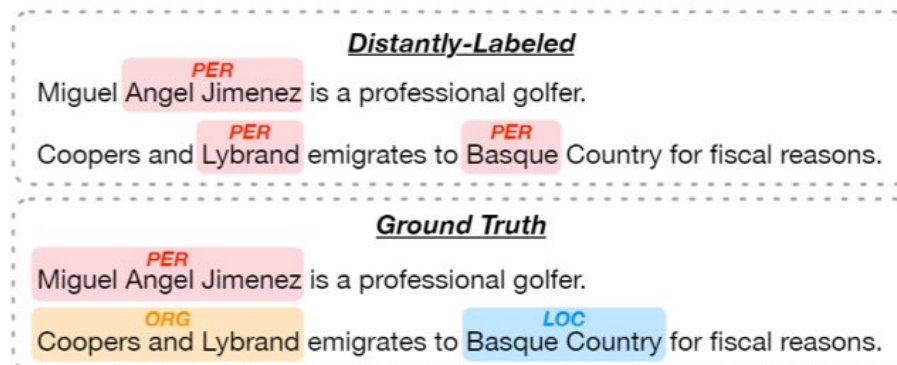 Distantly-Labeled
PER
Miguel Angel Jimenez is a professional golfer.
PER PER
Coopers and Lybrand emigrates to Basque Country for fiscal reasons.
Ground Truth
PER
Miguel Angel Jimenez is a professional golfer.
ORG LOC
Coopers and Lybrand emigrates to Basque Country for fiscal reasons.